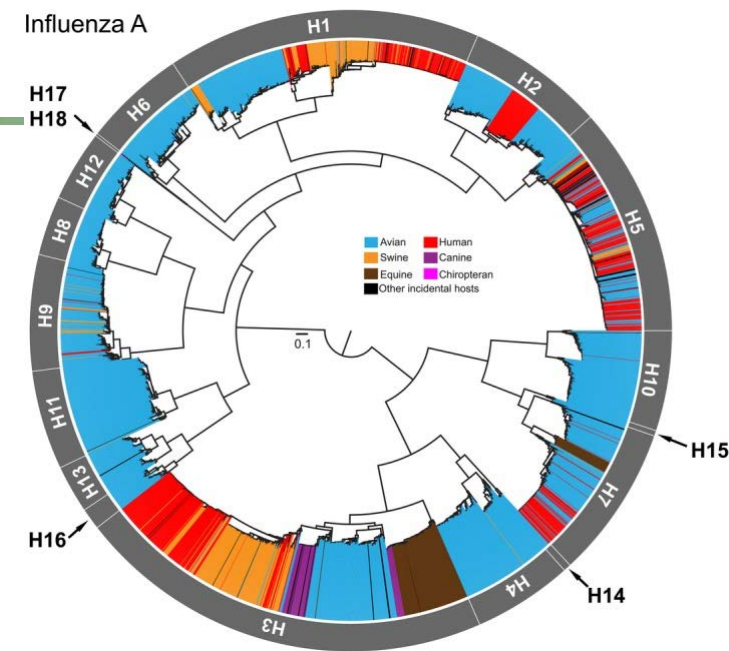 Influenza A
H1
H2
H5
H10
H15
H7
H14
H4
H3
H16
H13
H11
H9
H8
H12
H17
H18
H6
Avian
Human
Swine
Canine
Equine
Chiropteran
Other incidental hosts
0.1